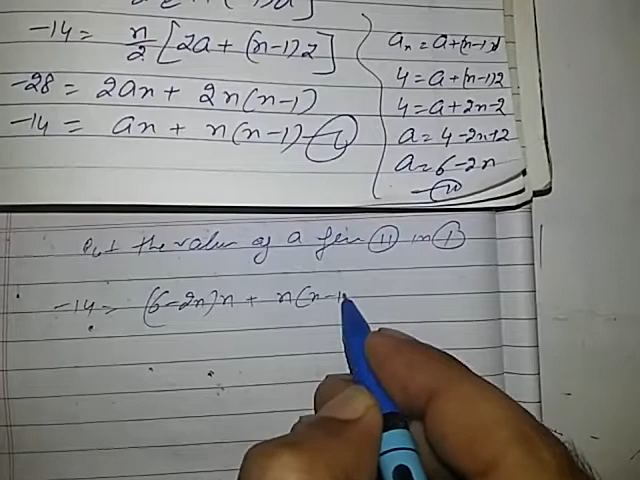 -14 = n/2 [2a + (n-1)2]
-28 = 2an + 2n(n-1)
-14 = an + n(n-1) - (I)
an = a+(n-1)d
4 = a+(n-1)2
4 = a+2n-2
a = 4-2n+2
a = 6-2n
-(II)
Put the value of a from (II) in (I)
-14 = (6-2n)n + n(n-1